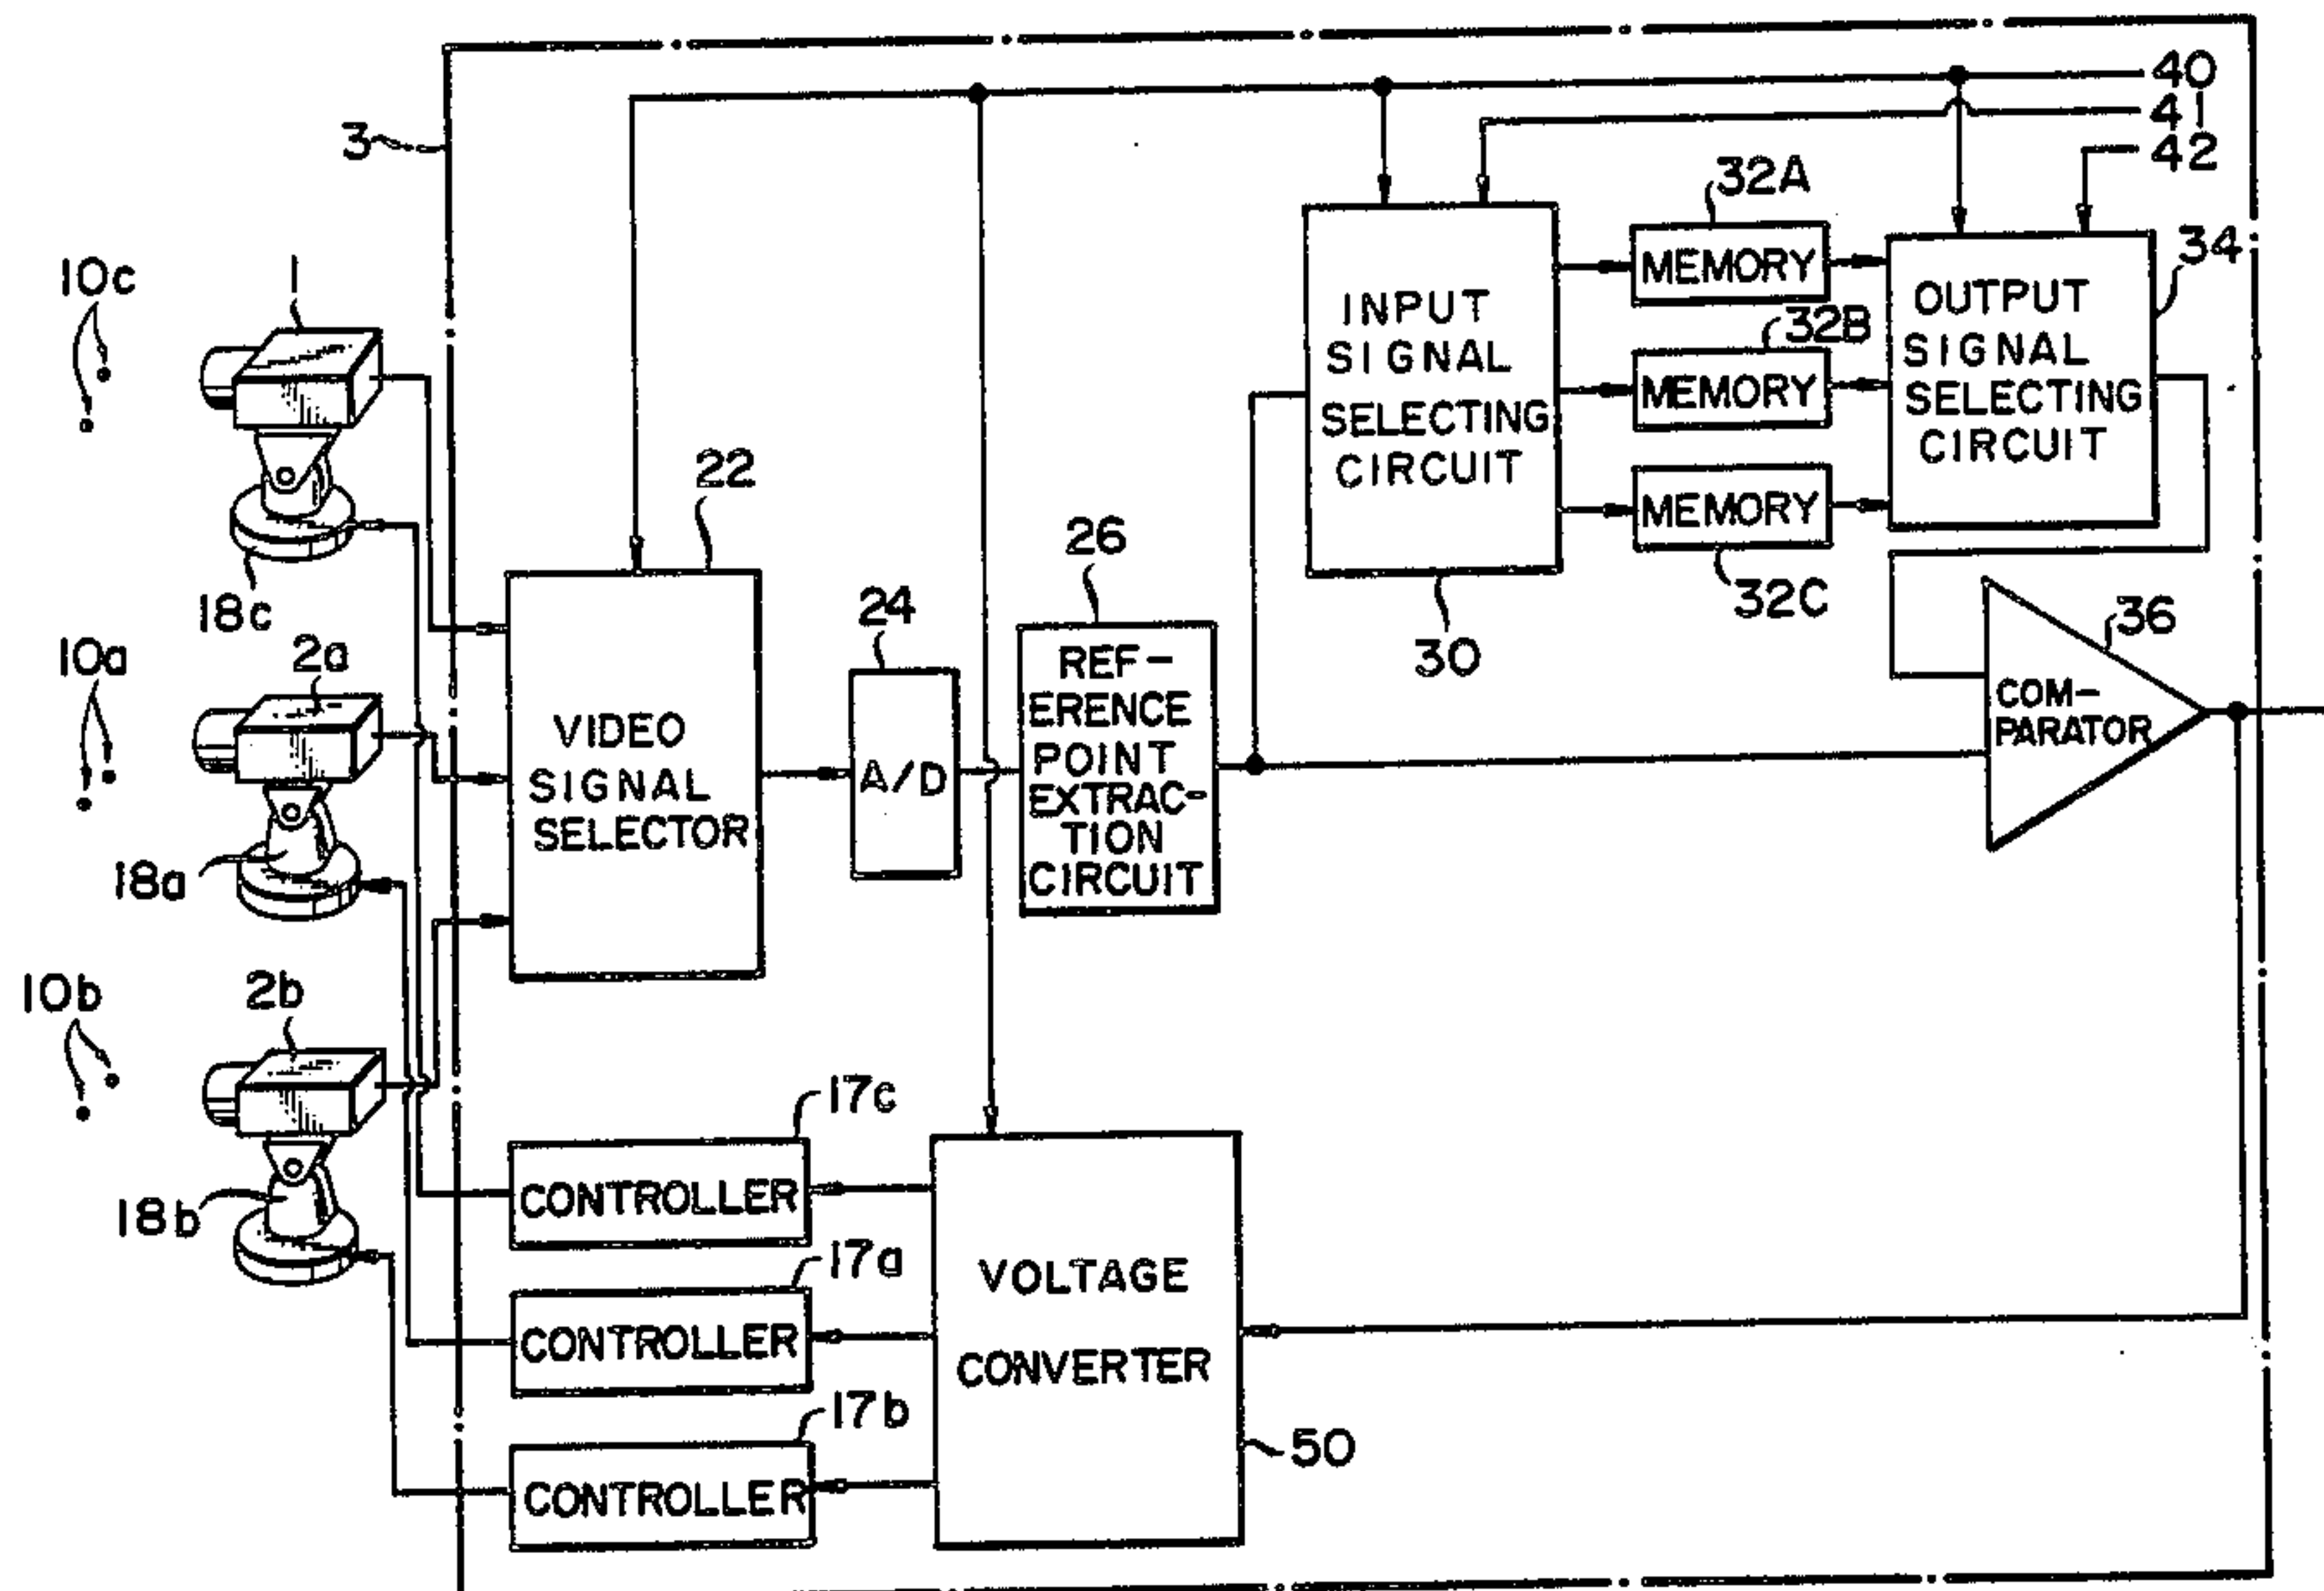 40
41
42
3
32A
34
10c
1
MEMORY
INPUT
SIGNAL
SELECTING
CIRCUIT
32B
MEMORY
OUTPUT
SIGNAL
SELECTING
CIRCUIT
MEMORY
32C
30
18c
22
VIDEO
SIGNAL
SELECTOR
24
A/D
26
REF-
ERENCE
POINT
EXTRAC-
TION
CIRCUIT
36
COM-
PARATOR
10a
2a
18a
10b
2b
18b
17c
CONTROLLER
17a
CONTROLLER
17b
CONTROLLER
VOLTAGE
CONVERTER
50